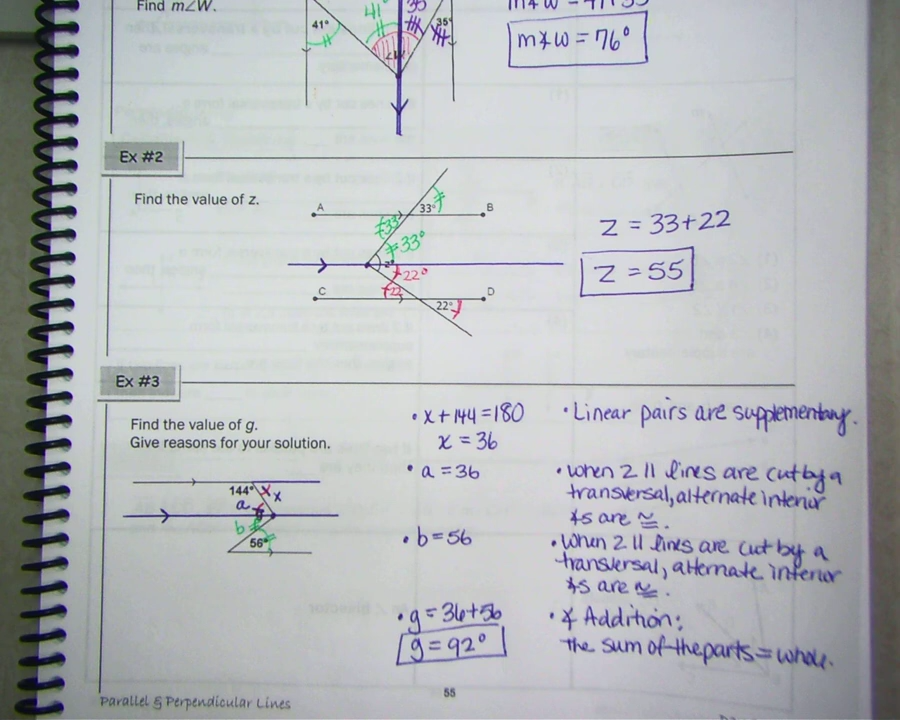 Find m∠W.
41°
41°
35
35°
m∡w = 76°
Ex #2
Find the value of z.
A
B
33°
33
33°
z°
22°
22
C
D
22°
z = 33+22
z = 55
Ex #3
Find the value of g.
Give reasons for your solution.
144°
x
x
a
b
56°
• x + 144 = 180
x = 36
• Linear pairs are supplementary.
• a = 36
• when 2 || lines are cut by a
transversal, alternate interior
∡s are ≅.
• b = 56
• when 2 || lines are cut by a
transversal, alternate interior
∡s are ≅.
• g = 36+56
g = 92°
• ∡ Addition:
the sum of the parts = whole.
55
Parallel & Perpendicular Lines